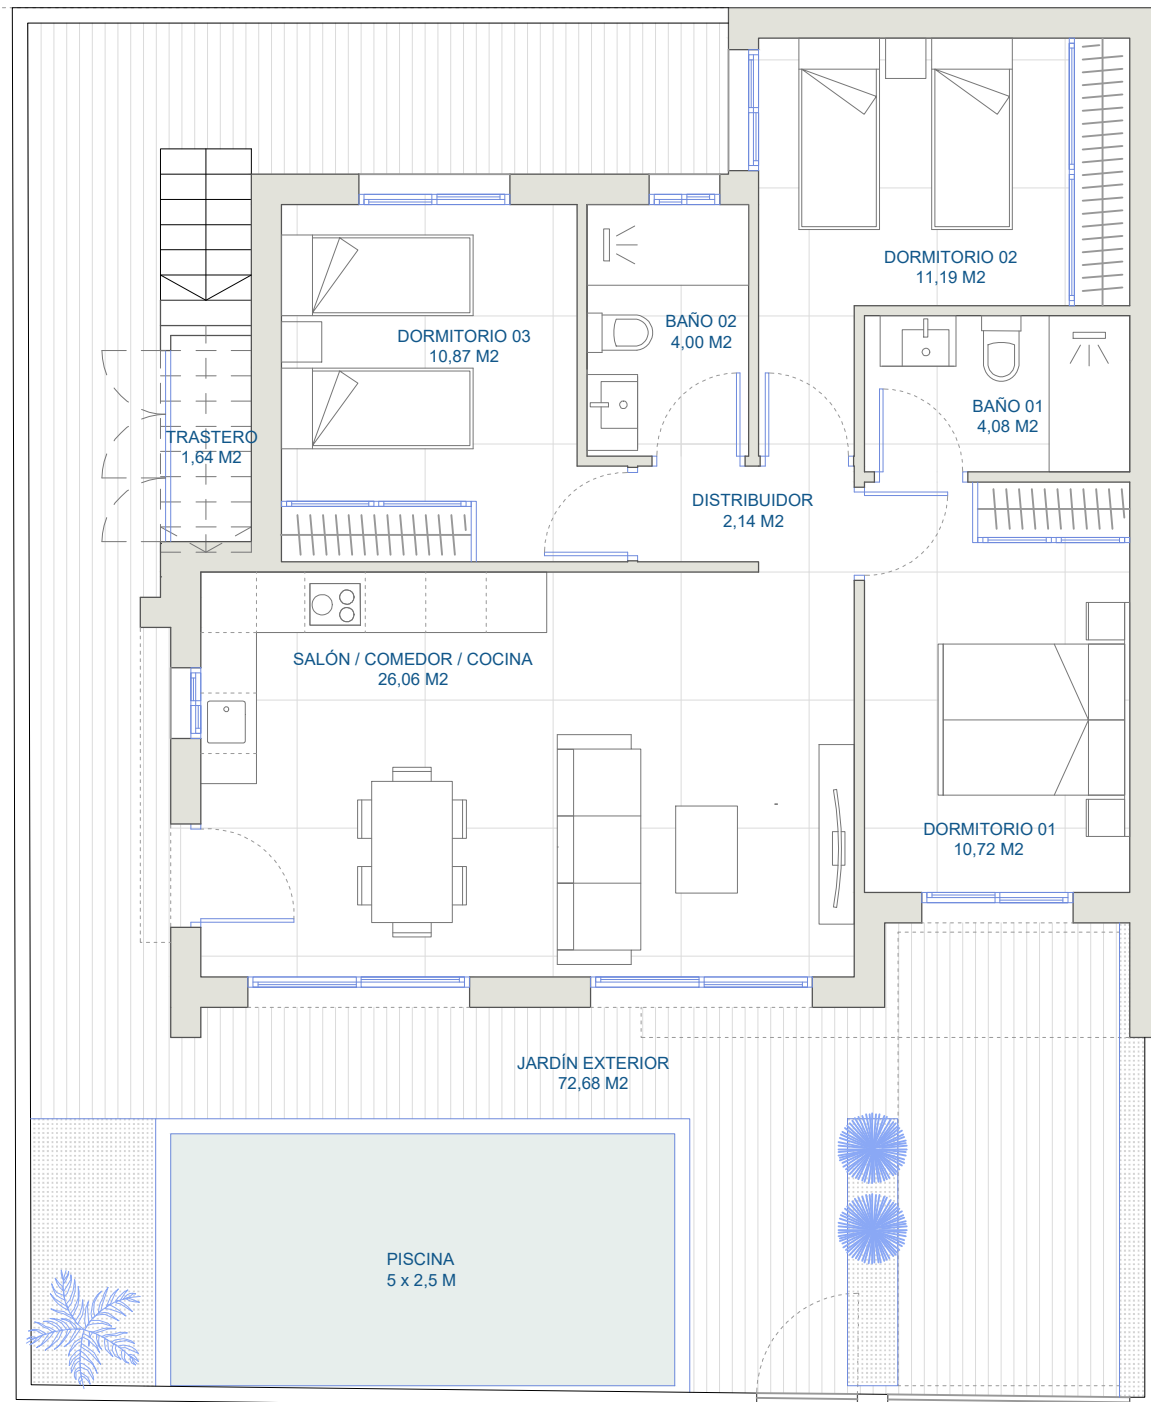 DORMITORIO 02
11,19 M2
DORMITORIO 03
10,87 M2
BAÑO 02
4,00 M2
BAÑO 01
4,08 M2
TRASTERO
1,64 M2
DISTRIBUIDOR
2,14 M2
SALÓN / COMEDOR / COCINA
26,06 M2
DORMITORIO 01
10,72 M2
JARDÍN EXTERIOR
72,68 M2
PISCINA
5 x 2,5 M